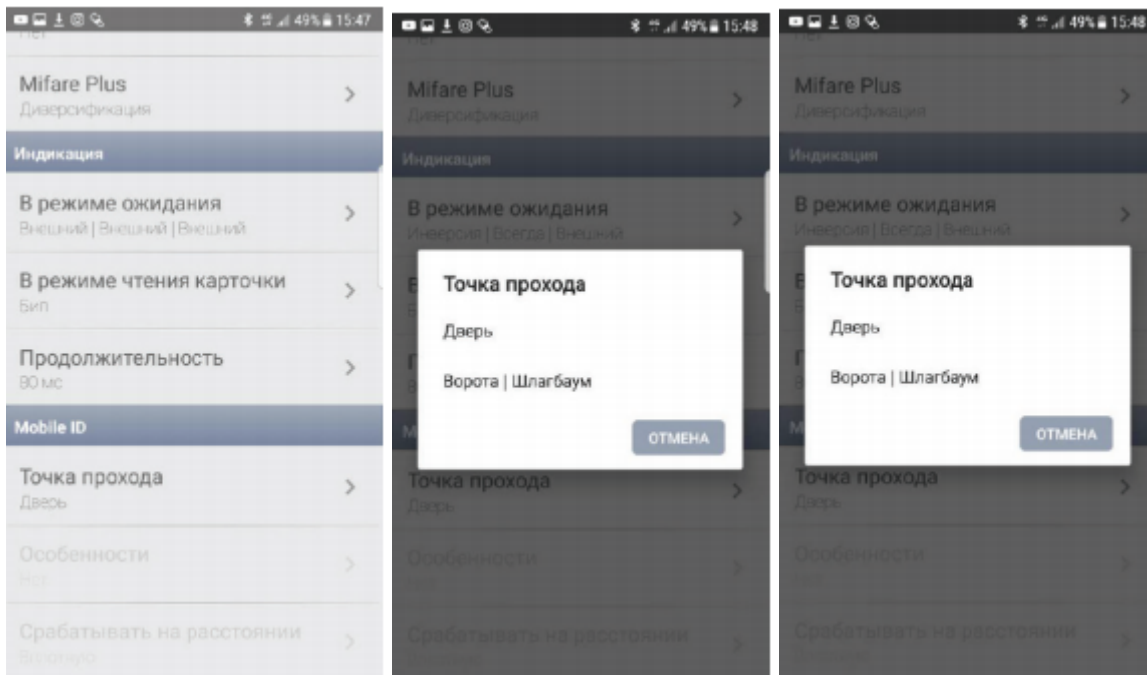 49% 15:47
Нет
Mifare Plus
Диверсификация
Индикация
В режиме ожидания
Внешний | Внешний | Внешний
В режиме чтения карточки
Бип
Продолжительность
80 мс
Mobile ID
Точка прохода
Дверь
Особенности
Нет
Срабатывать на расстоянии
Вплотную
49% 15:48
Mifare Plus
Диверсификация
Индикация
В режиме ожидания
Инверсия | Всегда | Внешний
Точка прохода
Дверь
Ворота | Шлагбаум
ОТМЕНА
Точка прохода
Дверь
Особенности
Нет
Срабатывать на расстоянии
49% 15:48
Mifare Plus
Диверсификация
Индикация
В режиме ожидания
Инверсия | Всегда | Внешний
Точка прохода
Дверь
Ворота | Шлагбаум
ОТМЕНА
Точка прохода
Дверь
Особенности
Срабатывать на расстоянии